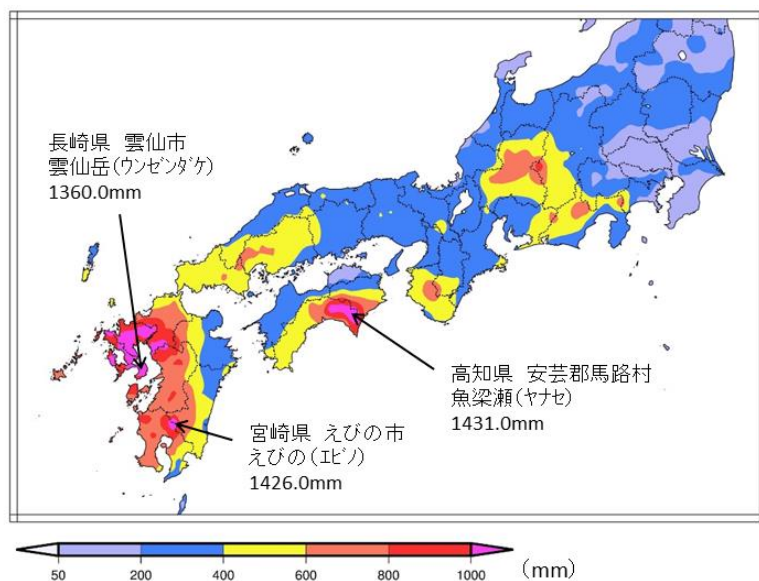 長崎県 雲仙市
雲仙岳(ウンゼンダケ)
1360.0mm
高知県 安芸郡馬路村
魚梁瀬(ヤナセ)
1431.0mm
宮崎県 えびの市
えびの(エビノ)
1426.0mm
50 200 400 600 800 1000 (mm)